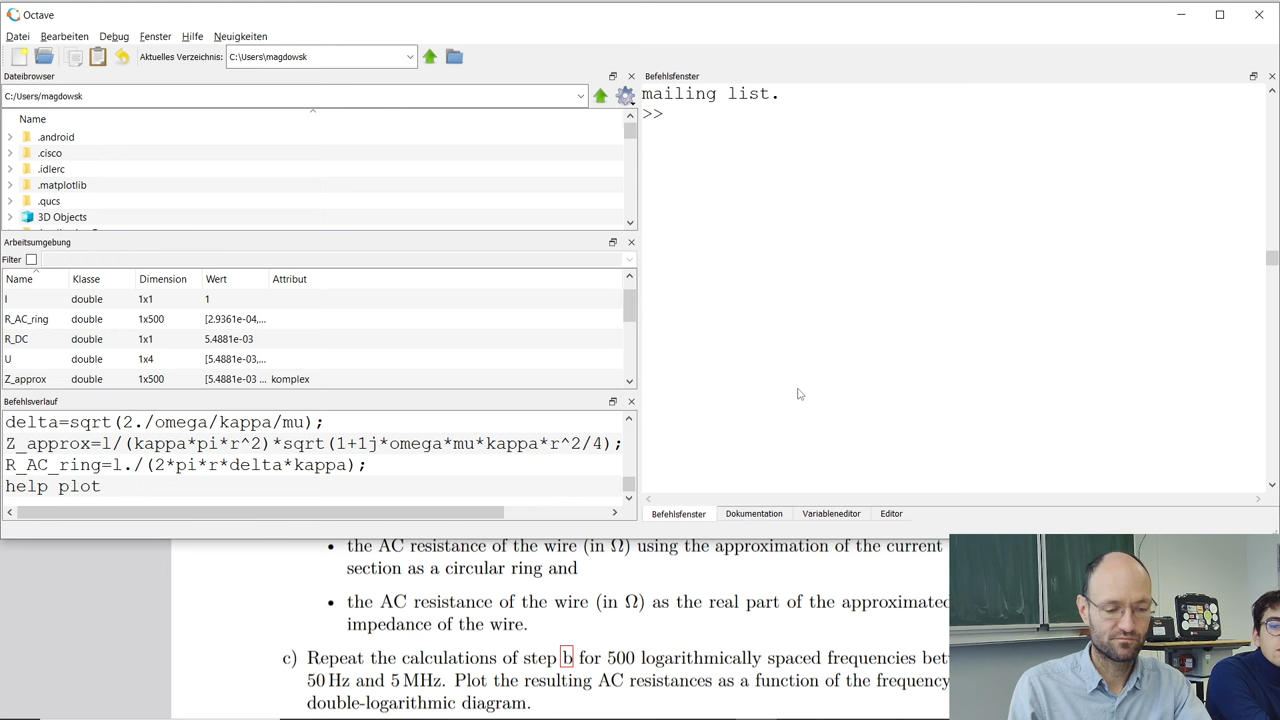 Octave
Datei Bearbeiten Debug Fenster Hilfe Neuigkeiten
Aktuelles Verzeichnis: C:\Users\magdowsk
Dateibrowser
C:/Users/magdowsk
Name
.android
.cisco
.idlerc
.matplotlib
.qucs
3D Objects
Arbeitsumgebung
Filter
Name Klasse Dimension Wert Attribut
I double 1x1 1
R_AC_ring double 1x500 [2.9361e-04,...
R_DC double 1x1 5.4881e-03
U double 1x4 [5.4881e-03,...
Z_approx double 1x500 [5.4881e-03 ... komplex
Befehlsverlauf
delta=sqrt(2./omega/kappa/mu);
Z_approx=l/(kappa*pi*r^2)*sqrt(1+1j*omega*mu*kappa*r^2/4);
R_AC_ring=l./(2*pi*r*delta*kappa);
help plot
Befehlsfenster
mailing list.
>>
Befehlsfenster Dokumentation Variableneditor Editor
• the AC resistance of the wire (in Ω) using the approximation of the current
section as a circular ring and
• the AC resistance of the wire (in Ω) as the real part of the approximated
impedance of the wire.
c) Repeat the calculations of step b for 500 logarithmically spaced frequencies bet
50 Hz and 5 MHz. Plot the resulting AC resistances as a function of the frequency
double-logarithmic diagram.